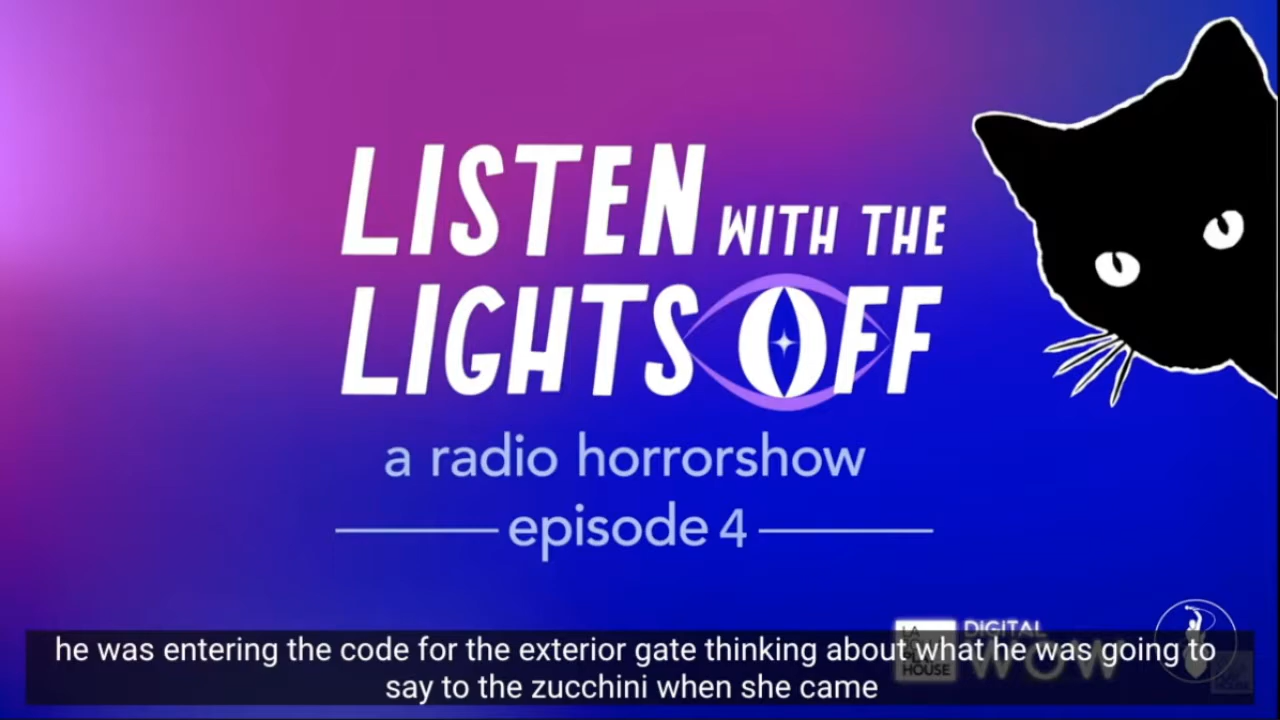 LISTEN WITH THE
LIGHTS OFF
a radio horrorshow
episode 4
DIGITAL
WOW
HOUSE
he was entering the code for the exterior gate thinking about what he was going to
say to the zucchini when she came